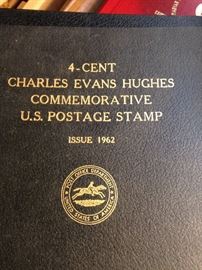 4-CENT
CHARLES EVANS HUGHES
COMMEMORATIVE
U.S. POSTAGE STAMP
ISSUE 1962
POST OFFICE DEPARTMENT
UNITED STATES OF AMERICA